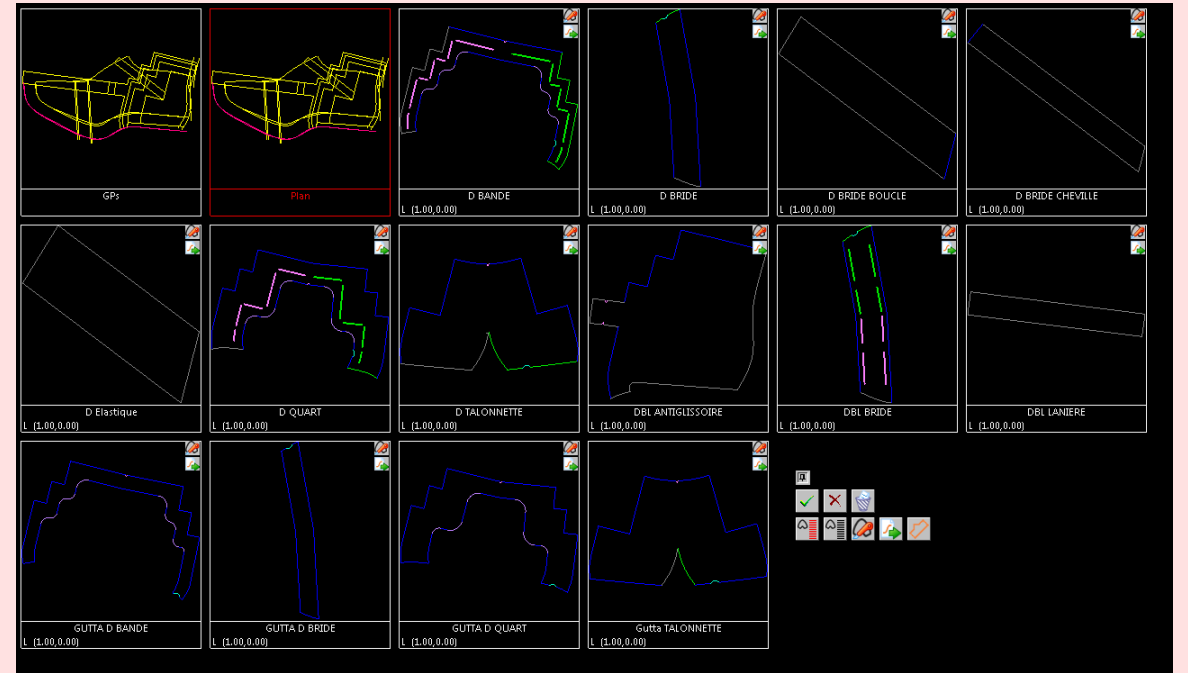 GPs
Plan
D BANDE
L (1.00,0.00)
D BRIDE
L (1.00,0.00)
D BRIDE BOUCLE
L (1.00,0.00)
D BRIDE CHEVILLE
L (1.00,0.00)
D Elastique
L (1.00,0.00)
D QUART
L (1.00,0.00)
D TALONNETTE
L (1.00,0.00)
DBL ANTIGLISSOIRE
L (1.00,0.00)
DBL BRIDE
L (1.00,0.00)
DBL LANIERE
L (1.00,0.00)
GUTTA D BANDE
L (1.00,0.00)
GUTTA D BRIDE
L (1.00,0.00)
GUTTA D QUART
L (1.00,0.00)
Gutta TALONNETTE
L (1.00,0.00)